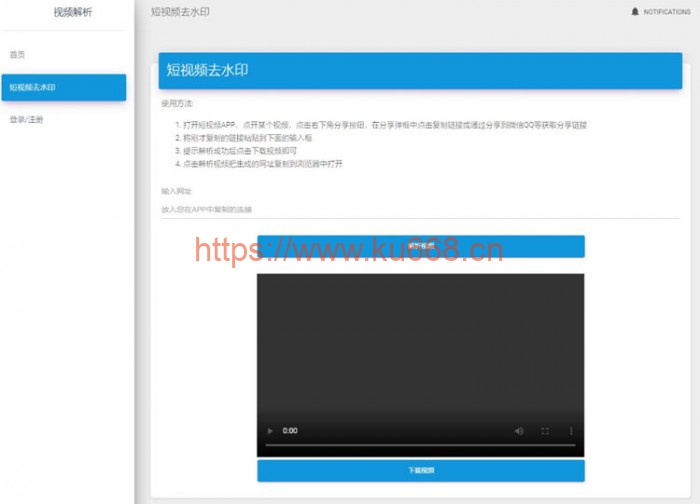 视频解析
短视频去水印
NOTIFICATIONS
首页
短视频去水印
登录/注册
短视频去水印
使用方法:
1. 打开短视频APP，点开某个视频，点击右下角分享按钮，在分享弹框中点击复制链接或通过分享到微信QQ等获取分享链接
2. 将刚才复制的链接粘贴到下面的输入框
3. 提示解析成功后点击下载视频即可
4. 点击解析视频把生成的网址复制到浏览器中打开
输入网址
放入您在APP中复制的连接
解析视频
https://www.ku668.cn
0:00
下载视频